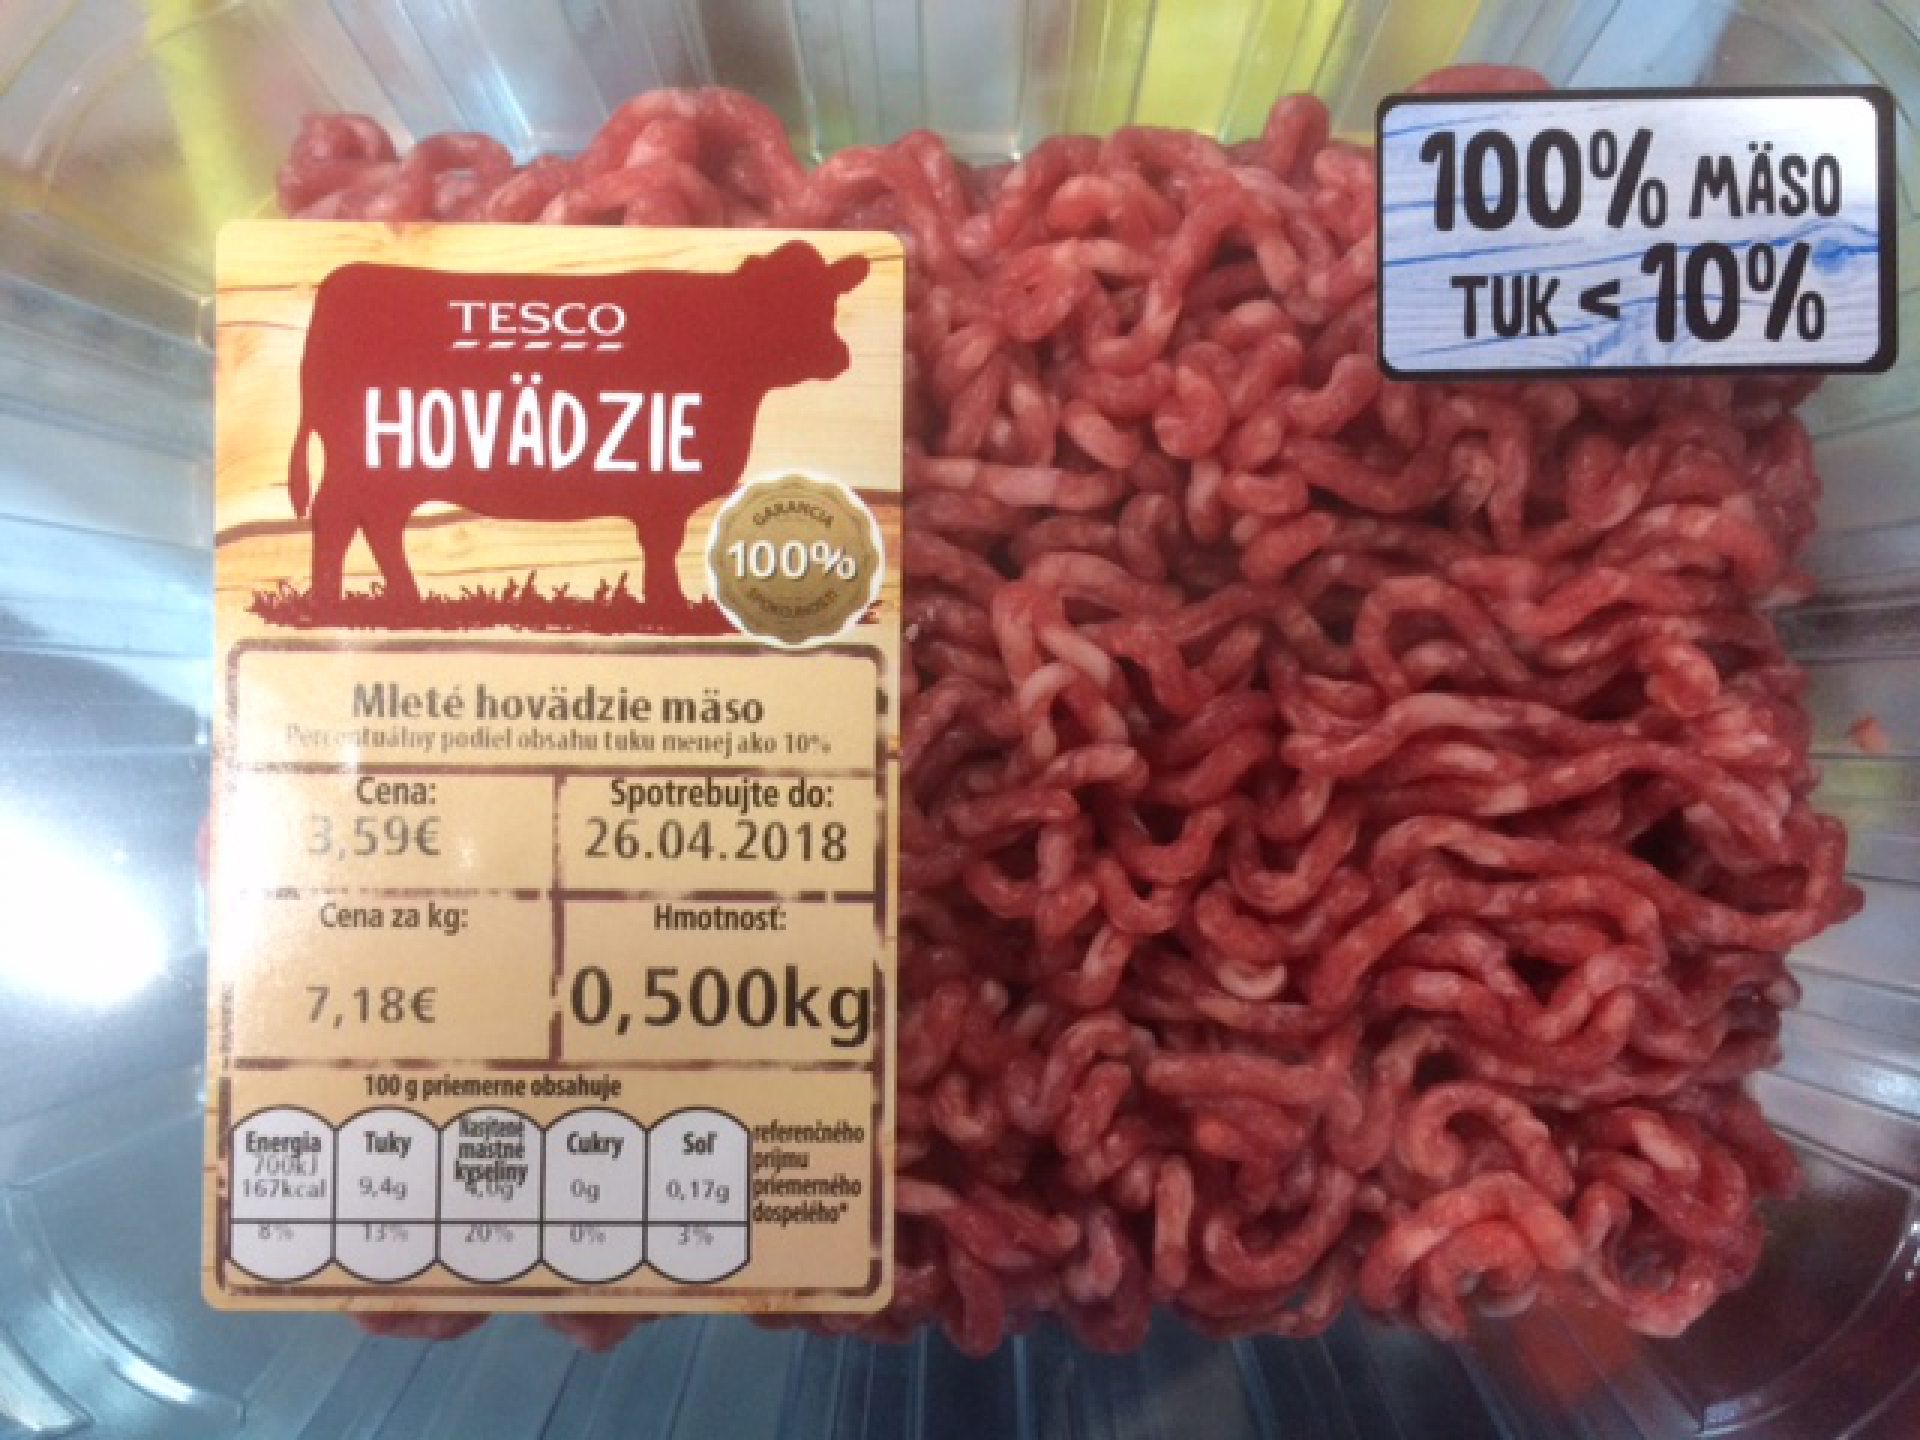 100% MÄSO
TUK < 10%
TESCO
HOVÄDZIE
GARANCIA
100%
SPOKOJNOSTI
Mleté hovädzie mäso
Percentuálny podiel obsahu tuku menej ako 10%
Cena:
3,59€
Spotrebujte do:
26.04.2018
Cena za kg:
7,18€
Hmotnosť:
0,500kg
100 g priemerne obsahuje
Energia
700kJ
167kcal
8%
Tuky
9,4g
13%
Nasýtené
mastné
kyseliny
4,0g
20%
Cukry
0g
0%
Soľ
0,17g
3%
referenčného
príjmu
priemerného
dospelého*